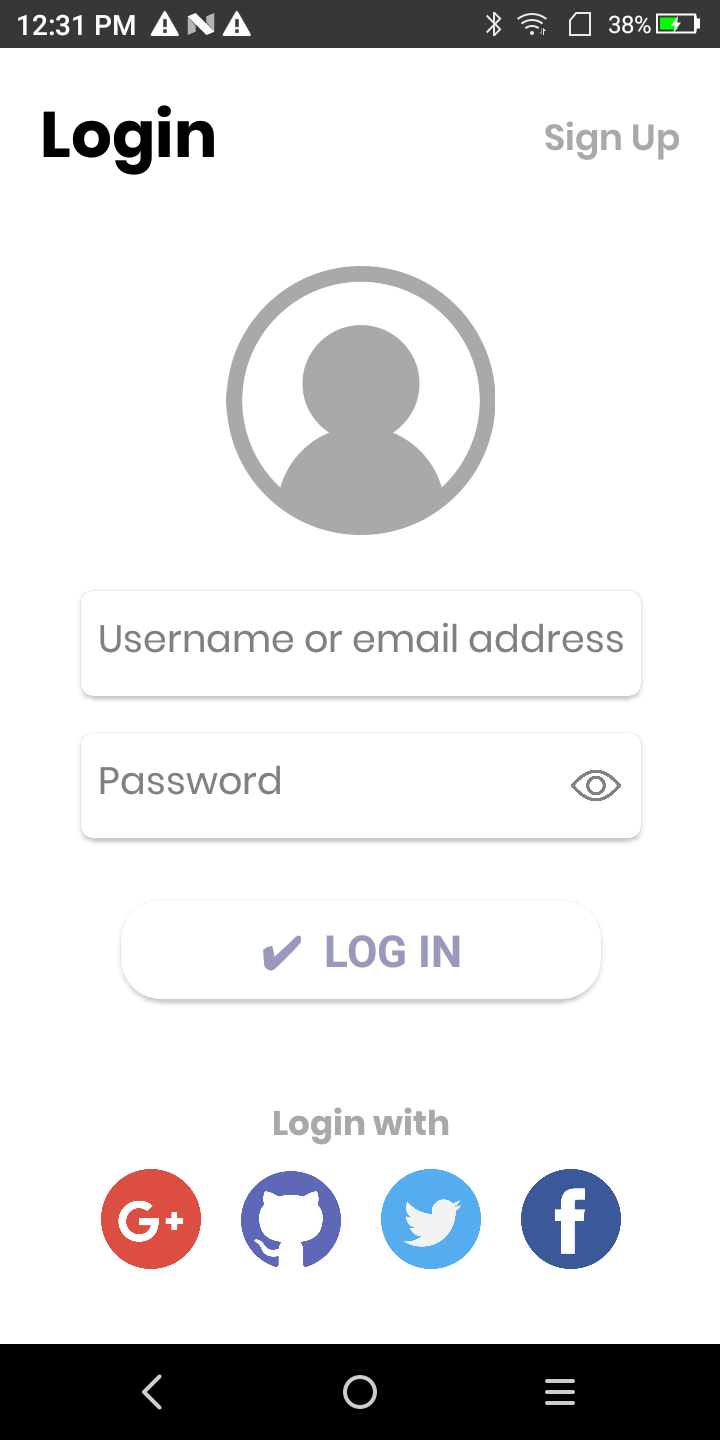 12:31 PM 38%
Login Sign Up
Username or email address
Password
✔ LOG IN
Login with
G+ f